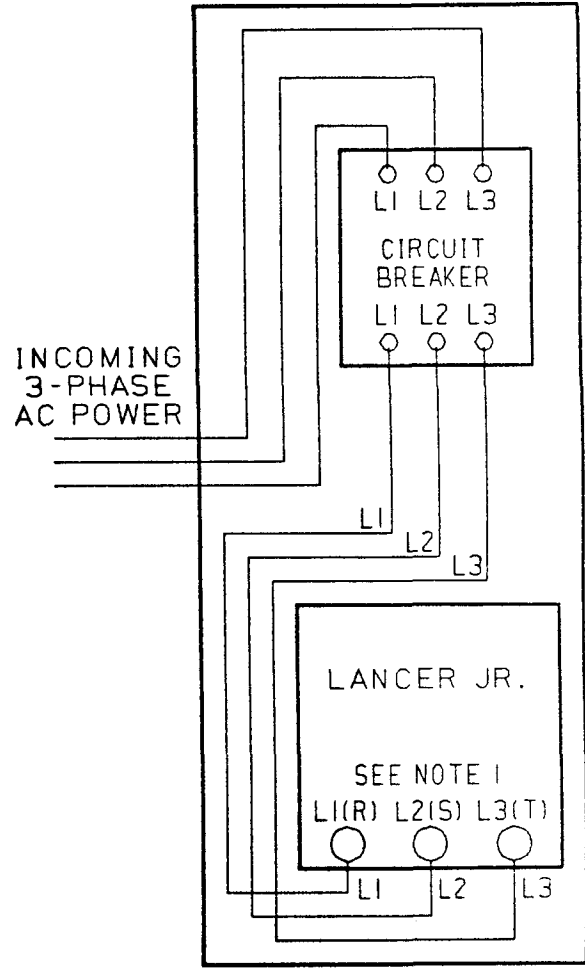 L1 L2 L3
CIRCUIT
BREAKER
L1 L2 L3
INCOMING
3-PHASE
AC POWER
L1
L2
L3
LANCER JR.
SEE NOTE 1
L1(R) L2(S) L3(T)
L1 L2 L3